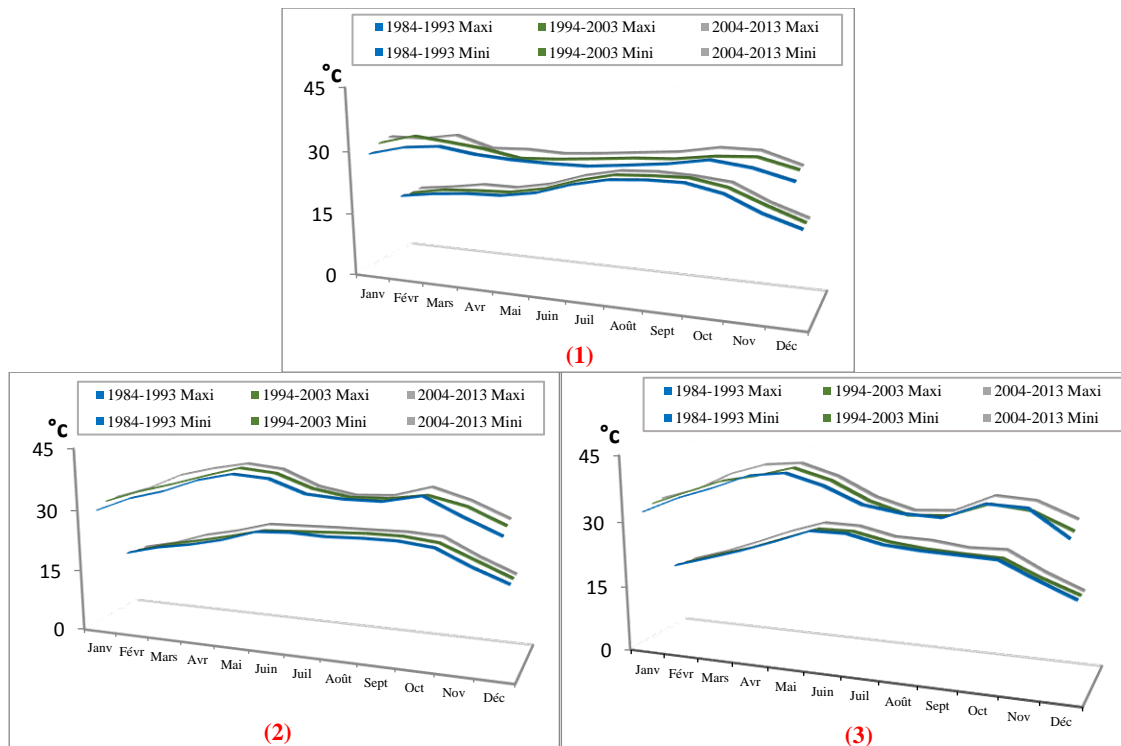 1984-1993 Maxi 1994-2003 Maxi 2004-2013 Maxi
1984-1993 Mini 1994-2003 Mini 2004-2013 Mini
°c
45
30
15
0
Janv Févr Mars Avr Mai Juin Juil Août Sept Oct Nov Déc
(1)
1984-1993 Maxi 1994-2003 Maxi 2004-2013 Maxi
1984-1993 Mini 1994-2003 Mini 2004-2013 Mini
°c
45
30
15
0
Janv Févr Mars Avr Mai Juin Juil Août Sept Oct Nov Déc
(2)
1984-1993 Maxi 1994-2003 Maxi 2004-2013 Maxi
1984-1993 Mini 1994-2003 Mini 2004-2013 Mini
°c
45
30
15
0
Janv Févr Mars Avr Mai Juin Juil Août Sept Oct Nov Déc
(3)